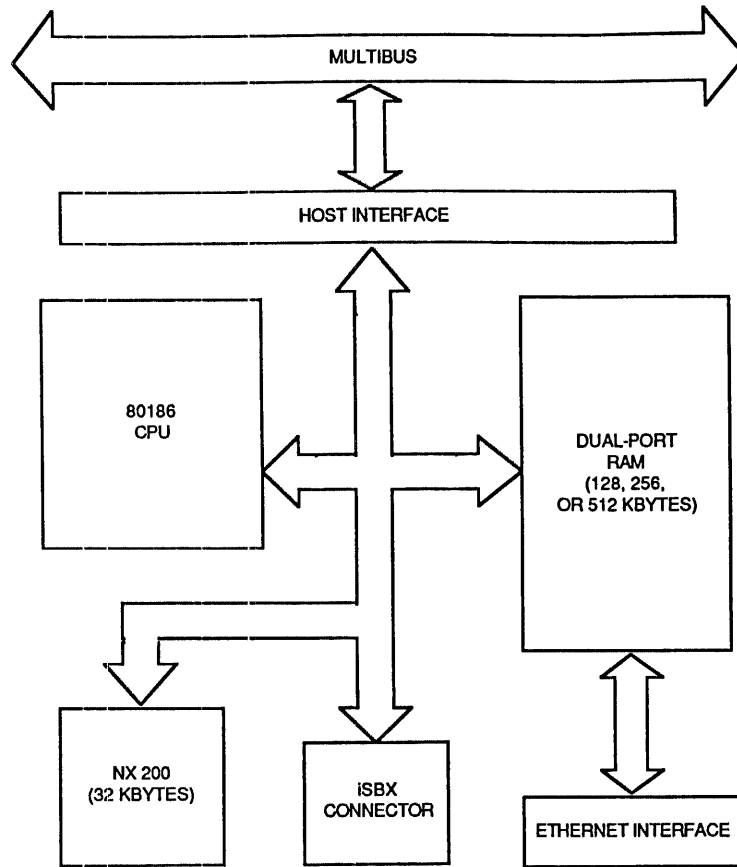 MULTIBUS
HOST INTERFACE
80186
CPU
DUAL-PORT
RAM
(128, 256,
OR 512 KBYTES)
NX 200
(32 KBYTES)
iSBX
CONNECTOR
ETHERNET INTERFACE